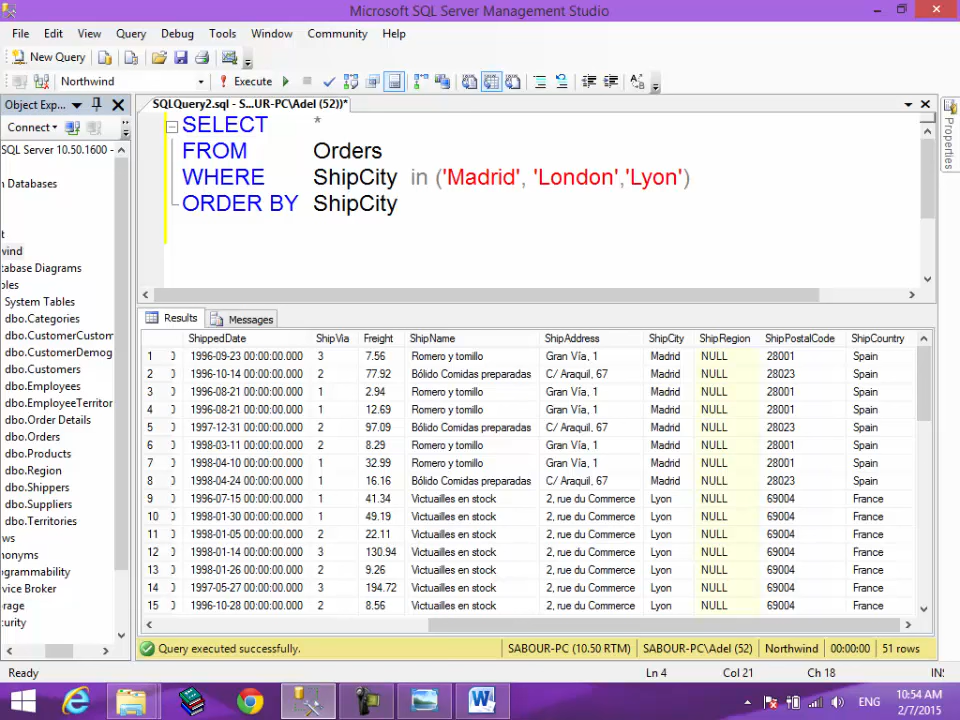 Microsoft SQL Server Management Studio
File Edit View Query Debug Tools Window Community Help
New Query
Northwind Execute
Object Exp...
SQLQuery2.sql - S...UR-PC\Adel (52))*
Connect
SQL Server 10.50.1600 -
Databases
t
wind
tabase Diagrams
bles
System Tables
dbo.Categories
dbo.CustomerCustom
dbo.CustomerDemog
dbo.Customers
dbo.Employees
dbo.EmployeeTerritor
dbo.Order Details
dbo.Orders
dbo.Products
dbo.Region
dbo.Shippers
dbo.Suppliers
dbo.Territories
ws
nonyms
ogrammability
vice Broker
rage
curity
SELECT *
FROM Orders
WHERE ShipCity in ('Madrid', 'London','Lyon')
ORDER BY ShipCity
Properties
Results Messages
ShippedDate ShipVia Freight ShipName ShipAddress ShipCity ShipRegion ShipPostalCode ShipCountry
1 1996-09-23 00:00:00.000 3 7.56 Romero y tomillo Gran Vía, 1 Madrid NULL 28001 Spain
2 1996-10-14 00:00:00.000 2 77.92 Bólido Comidas preparadas C/ Araquil, 67 Madrid NULL 28023 Spain
3 1996-08-21 00:00:00.000 1 2.94 Romero y tomillo Gran Vía, 1 Madrid NULL 28001 Spain
4 1996-08-21 00:00:00.000 1 12.69 Romero y tomillo Gran Vía, 1 Madrid NULL 28001 Spain
5 1997-12-31 00:00:00.000 2 97.09 Bólido Comidas preparadas C/ Araquil, 67 Madrid NULL 28023 Spain
6 1998-03-11 00:00:00.000 2 8.29 Romero y tomillo Gran Vía, 1 Madrid NULL 28001 Spain
7 1998-04-10 00:00:00.000 1 32.99 Romero y tomillo Gran Vía, 1 Madrid NULL 28001 Spain
8 1998-04-24 00:00:00.000 1 16.16 Bólido Comidas preparadas C/ Araquil, 67 Madrid NULL 28023 Spain
9 1996-07-15 00:00:00.000 1 41.34 Victuailles en stock 2, rue du Commerce Lyon NULL 69004 France
10 1998-01-30 00:00:00.000 1 49.19 Victuailles en stock 2, rue du Commerce Lyon NULL 69004 France
11 1998-01-05 00:00:00.000 2 22.11 Victuailles en stock 2, rue du Commerce Lyon NULL 69004 France
12 1998-01-14 00:00:00.000 3 130.94 Victuailles en stock 2, rue du Commerce Lyon NULL 69004 France
13 1998-01-26 00:00:00.000 2 9.26 Victuailles en stock 2, rue du Commerce Lyon NULL 69004 France
14 1997-05-27 00:00:00.000 3 194.72 Victuailles en stock 2, rue du Commerce Lyon NULL 69004 France
15 1996-10-28 00:00:00.000 2 8.56 Victuailles en stock 2, rue du Commerce Lyon NULL 69004 France
Query executed successfully. SABOUR-PC (10.50 RTM) SABOUR-PC\Adel (52) Northwind 00:00:00 51 rows
Ready Ln 4 Col 21 Ch 18 IN:
ENG 10:54 AM
2/7/2015